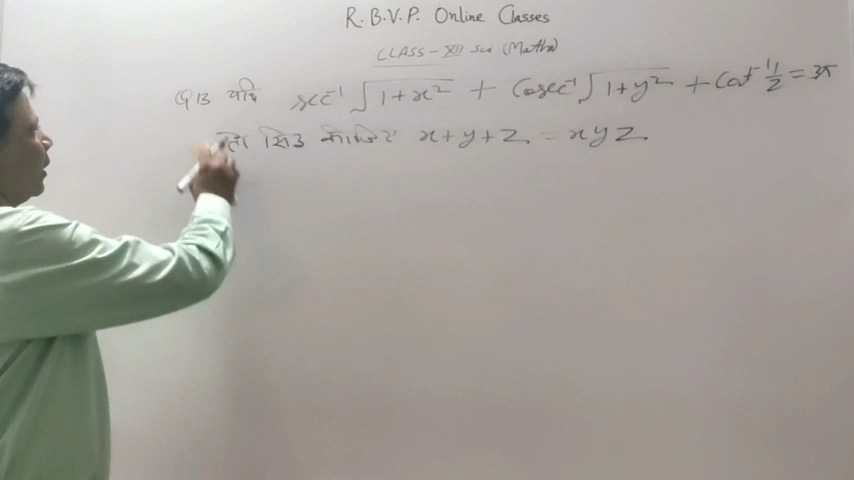 R.B.V.P. Online Classes
CLASS-XII Sci (Maths)
Q13 यदि sec⁻¹ √1+x² + Cosec⁻¹ √1+y² + Cot⁻¹ 1/z = 3π
तो सिद्ध कीजिए x+y+z = xyz